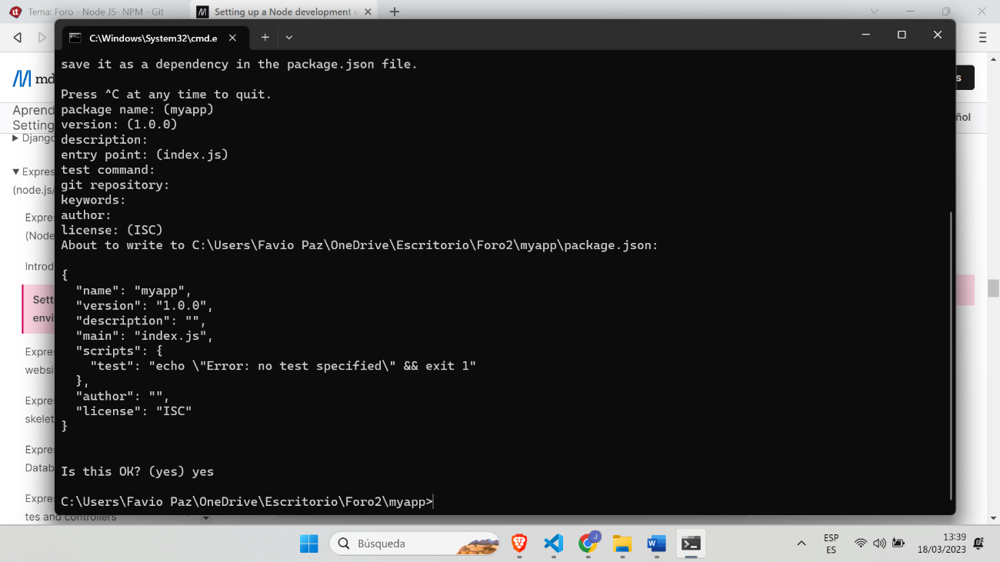 Tema: Foro - Node JS- NPM - Git
Setting up a Node development e
C:\Windows\System32\cmd.e
save it as a dependency in the package.json file.
Press ^C at any time to quit.
package name: (myapp)
version: (1.0.0)
description:
entry point: (index.js)
test command:
git repository:
keywords:
author:
license: (ISC)
About to write to C:\Users\Favio Paz\OneDrive\Escritorio\Foro2\myapp\package.json:
{
"name": "myapp",
"version": "1.0.0",
"description": "",
"main": "index.js",
"scripts": {
"test": "echo \"Error: no test specified\" && exit 1"
},
"author": "",
"license": "ISC"
}
Is this OK? (yes) yes
C:\Users\Favio Paz\OneDrive\Escritorio\Foro2\myapp>
md
Aprend
Setting
Django
Expres
(node.js/
Expre
(Node
Introd
Setti
envi
Expre
websi
Expre
skelet
Expre
Datab
Expre
tes and controllers
s
ñol
Búsqueda
J
ESP
ES
13:39
18/03/2023